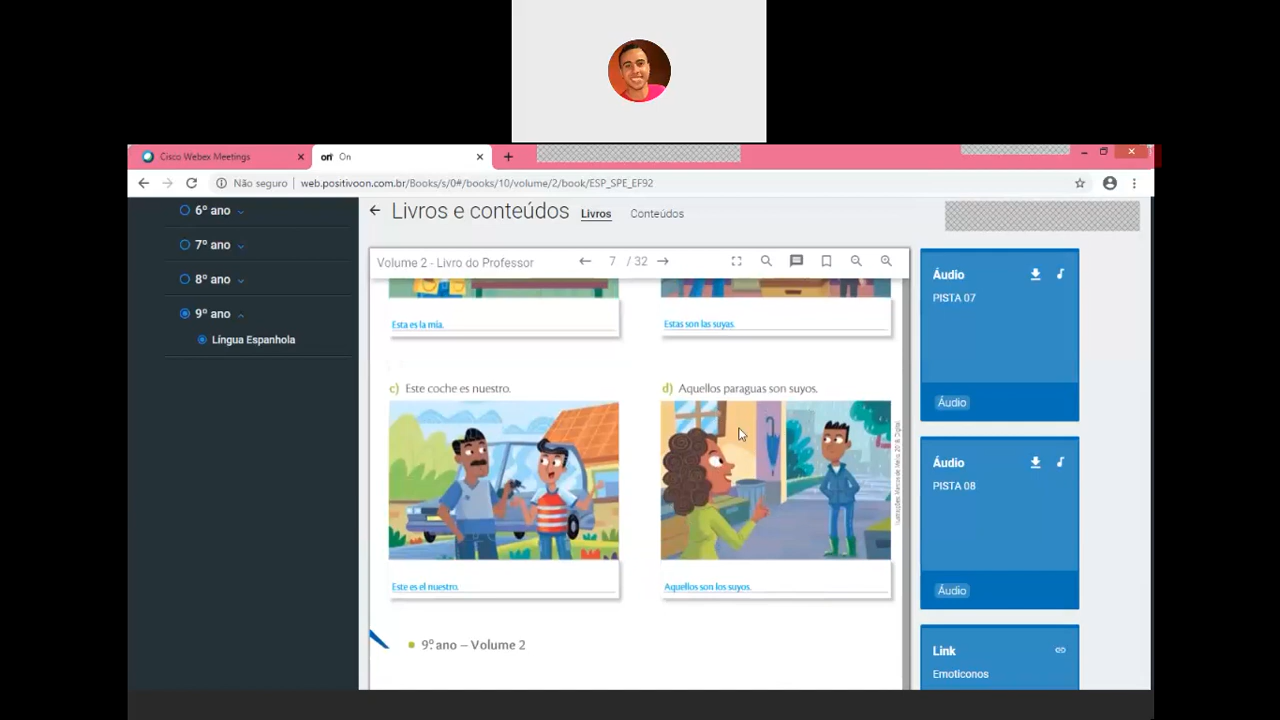 Cisco Webex Meetings
on On
Não seguro web.positivoon.com.br/Books/s/0#/books/10/volume/2/book/ESP_SPE_EF92
6º ano
7º ano
8º ano
9º ano
Língua Espanhola
Livros e conteúdos Livros Conteúdos
Volume 2 - Livro do Professor 7 / 32
Esta es la mía.
Estas son las suyas.
c) Este coche es nuestro.
d) Aquellos paraguas son suyos.
Este es el nuestro.
Aquellos son los suyos.
9º. ano – Volume 2
Áudio
PISTA 07
Áudio
Áudio
PISTA 08
Áudio
Link
Emoticonos